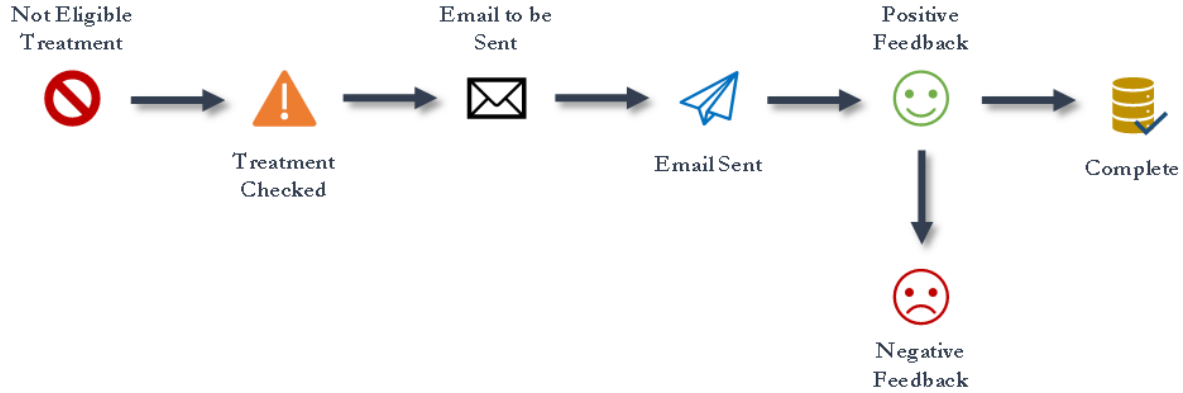 Not Eligible
Treatment
Email to be
Sent
Positive
Feedback
Treatment
Checked
Email Sent
Complete
Negative
Feedback